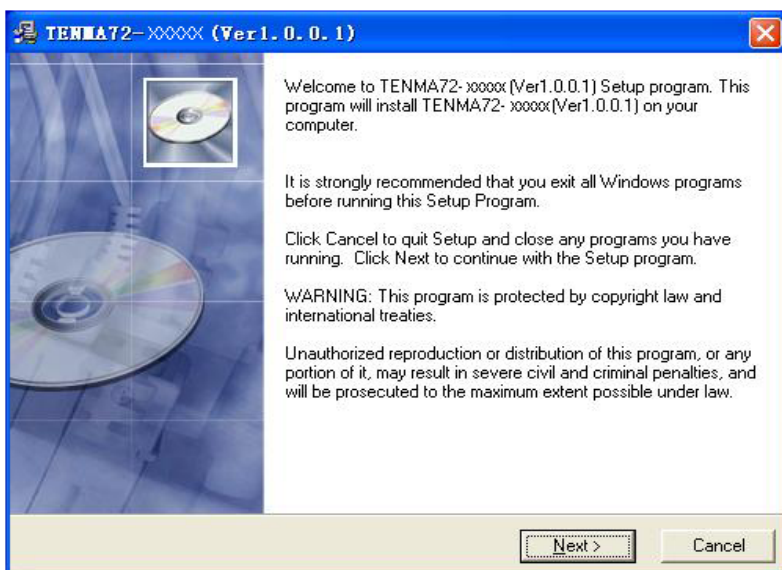 TENMA72-XXXXX (Ver1.0.0.1)
Welcome to TENMA72- xxxxx (Ver1.0.0.1) Setup program. This
program will install TENMA72- xxxxx(Ver1.0.0.1) on your
computer.
It is strongly recommended that you exit all Windows programs
before running this Setup Program.
Click Cancel to quit Setup and close any programs you have
running. Click Next to continue with the Setup program.
WARNING: This program is protected by copyright law and
international treaties.
Unauthorized reproduction or distribution of this program, or any
portion of it, may result in severe civil and criminal penalties, and
will be prosecuted to the maximum extent possible under law.
Next >
Cancel